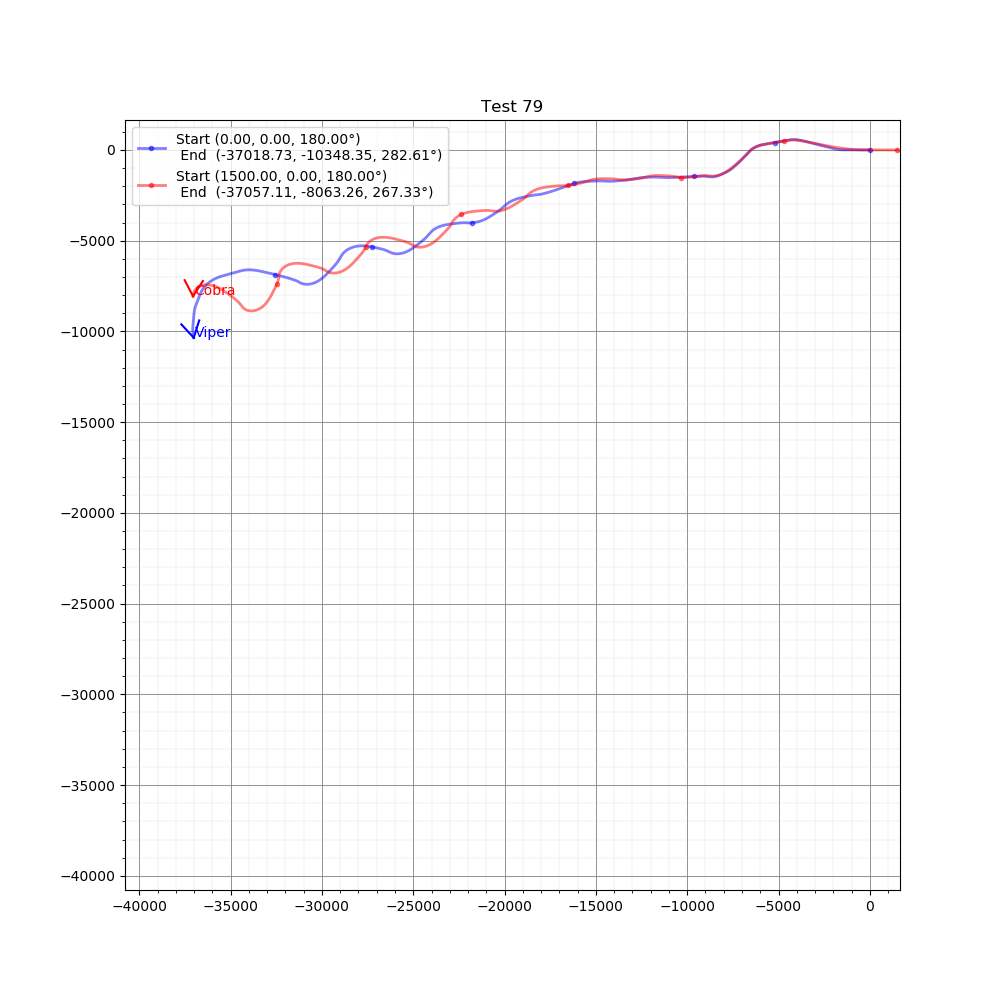 Test 79
Start (0.00, 0.00, 180.00°)
End (-37018.73, -10348.35, 282.61°)
Start (1500.00, 0.00, 180.00°)
End (-37057.11, -8063.26, 267.33°)
0
−5000
−10000
−15000
−20000
−25000
−30000
−35000
−40000
Cobra
Viper
−40000 −35000 −30000 −25000 −20000 −15000 −10000 −5000 0